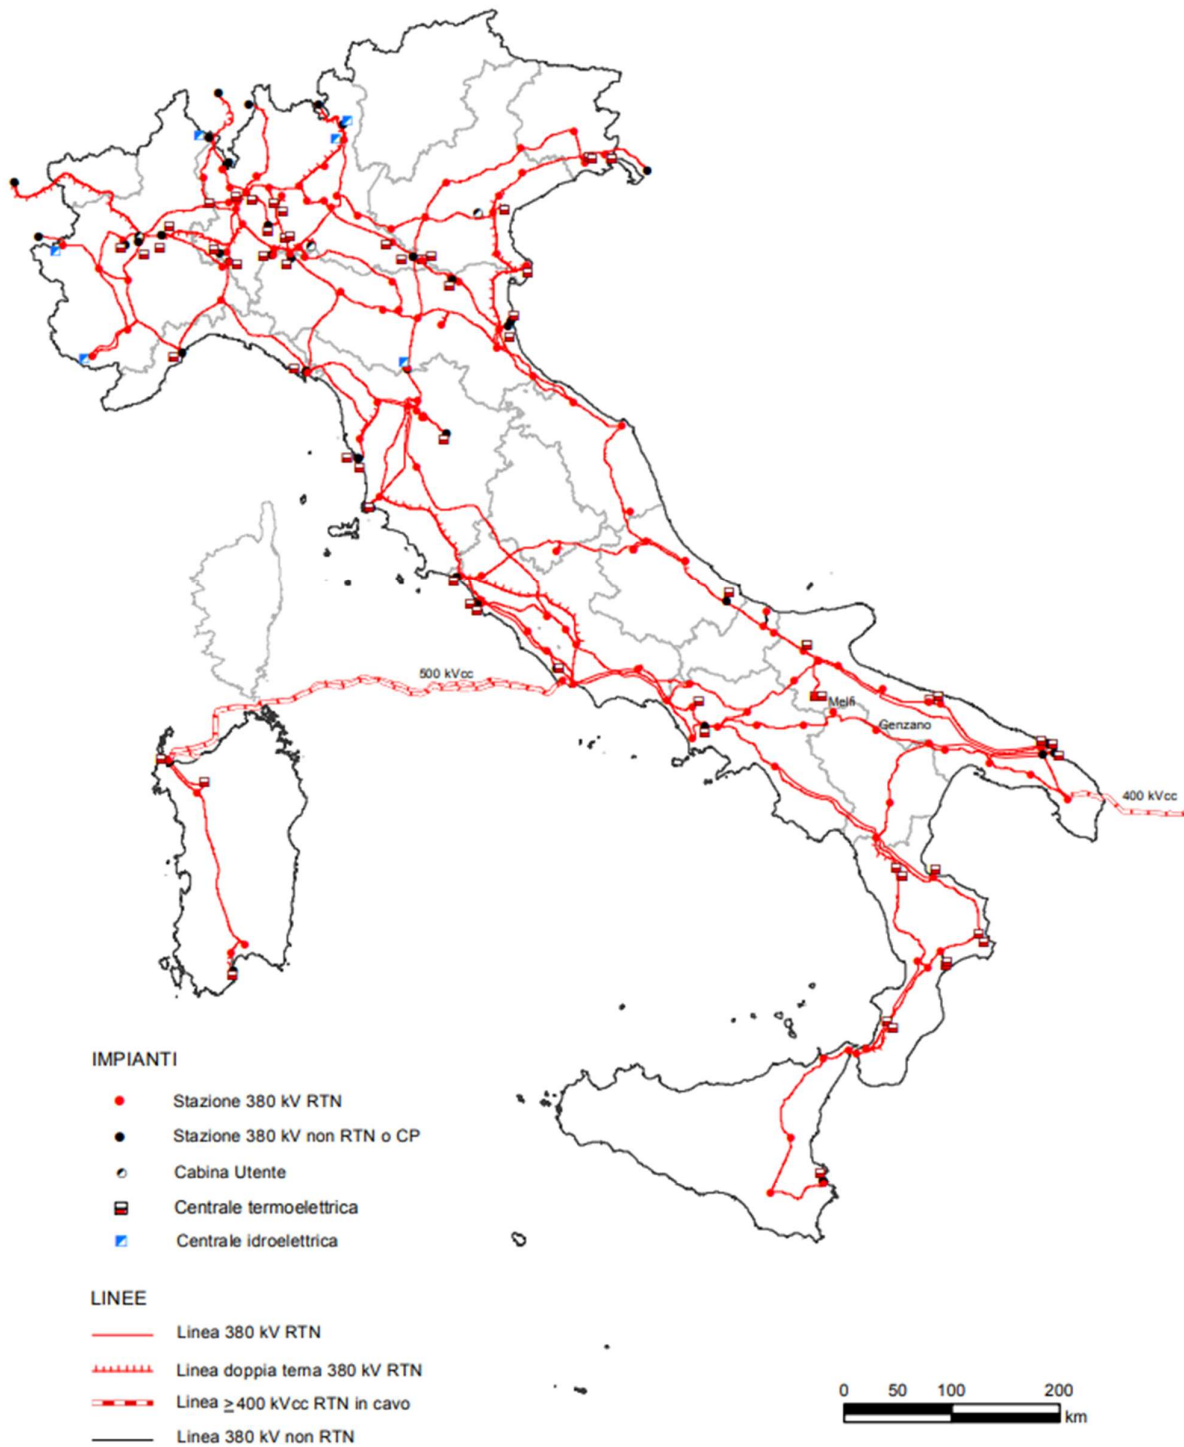 500 kVcc
Melfi
Genzano
400 kVcc
IMPIANTI
Stazione 380 kV RTN
Stazione 380 kV non RTN o CP
Cabina Utente
Centrale termoelettrica
Centrale idroelettrica
LINEE
Linea 380 kV RTN
Linea doppia terna 380 kV RTN
Linea ≥400 kVcc RTN in cavo
Linea 380 kV non RTN
0 50 100 200
km